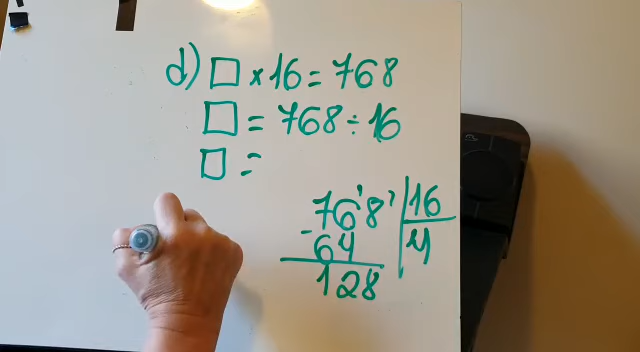 d) □ × 16 = 768
□ = 768 ÷ 16
□ =
76'8' | 16
- 64 | 4
128